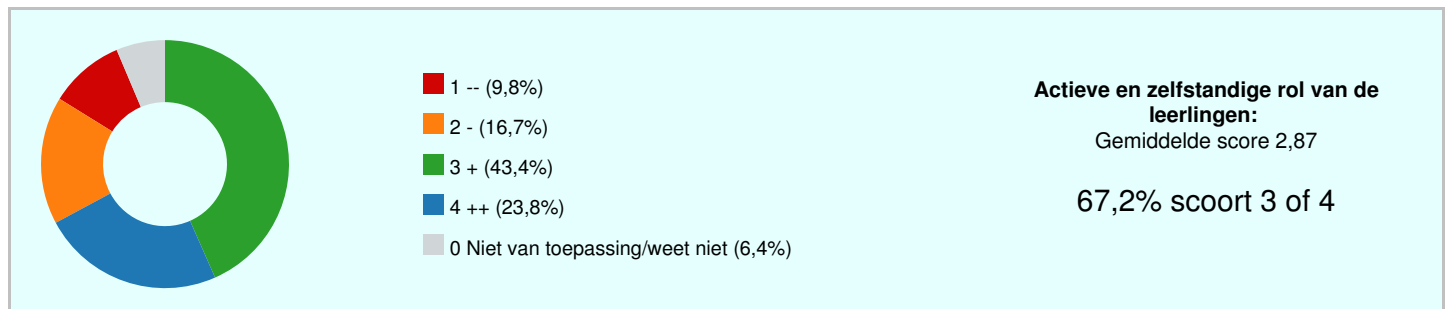 1 -- (9,8%)
2 - (16,7%)
3 + (43,4%)
4 ++ (23,8%)
0 Niet van toepassing/weet niet (6,4%)
Actieve en zelfstandige rol van de
leerlingen:
Gemiddelde score 2,87
67,2% scoort 3 of 4